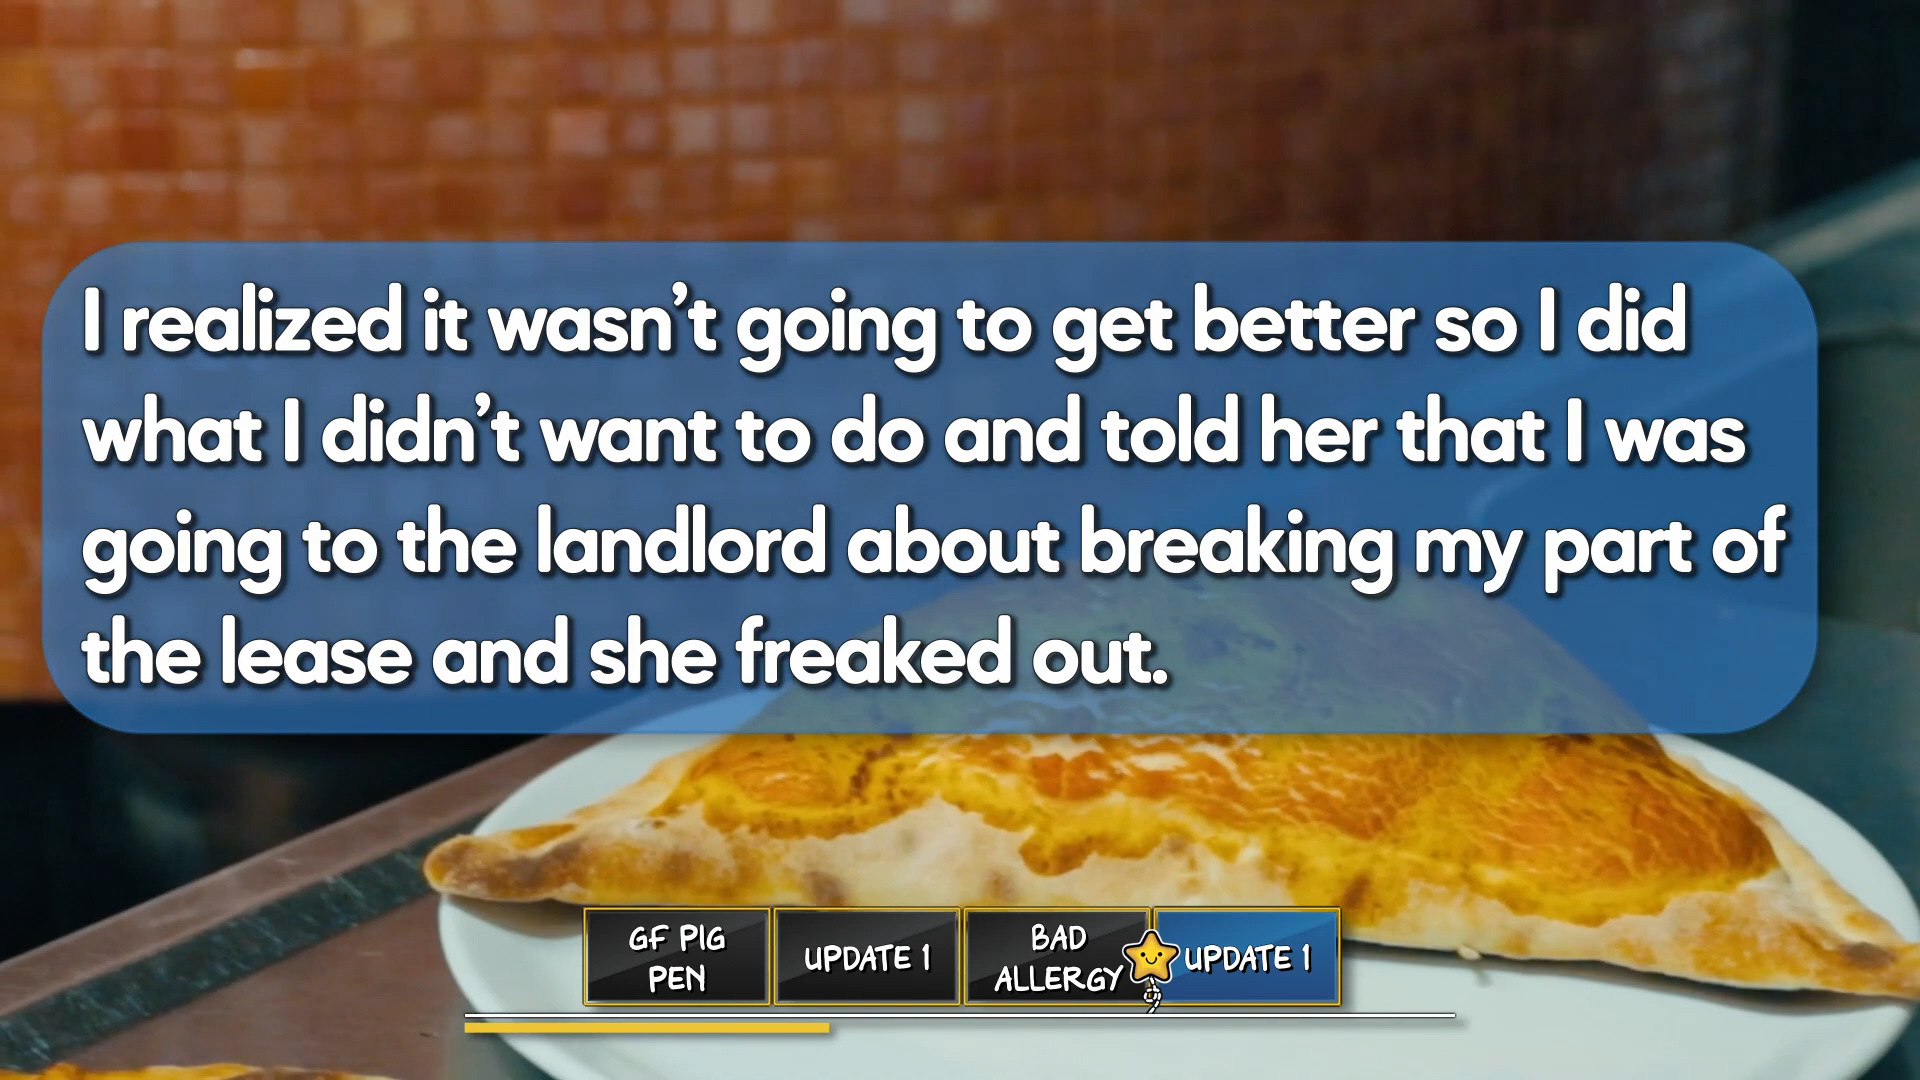 I realized it wasn’t going to get better so I did
what I didn’t want to do and told her that I was
going to the landlord about breaking my part of
the lease and she freaked out.
GF PIG
PEN
UPDATE 1
BAD
ALLERGY
UPDATE 1